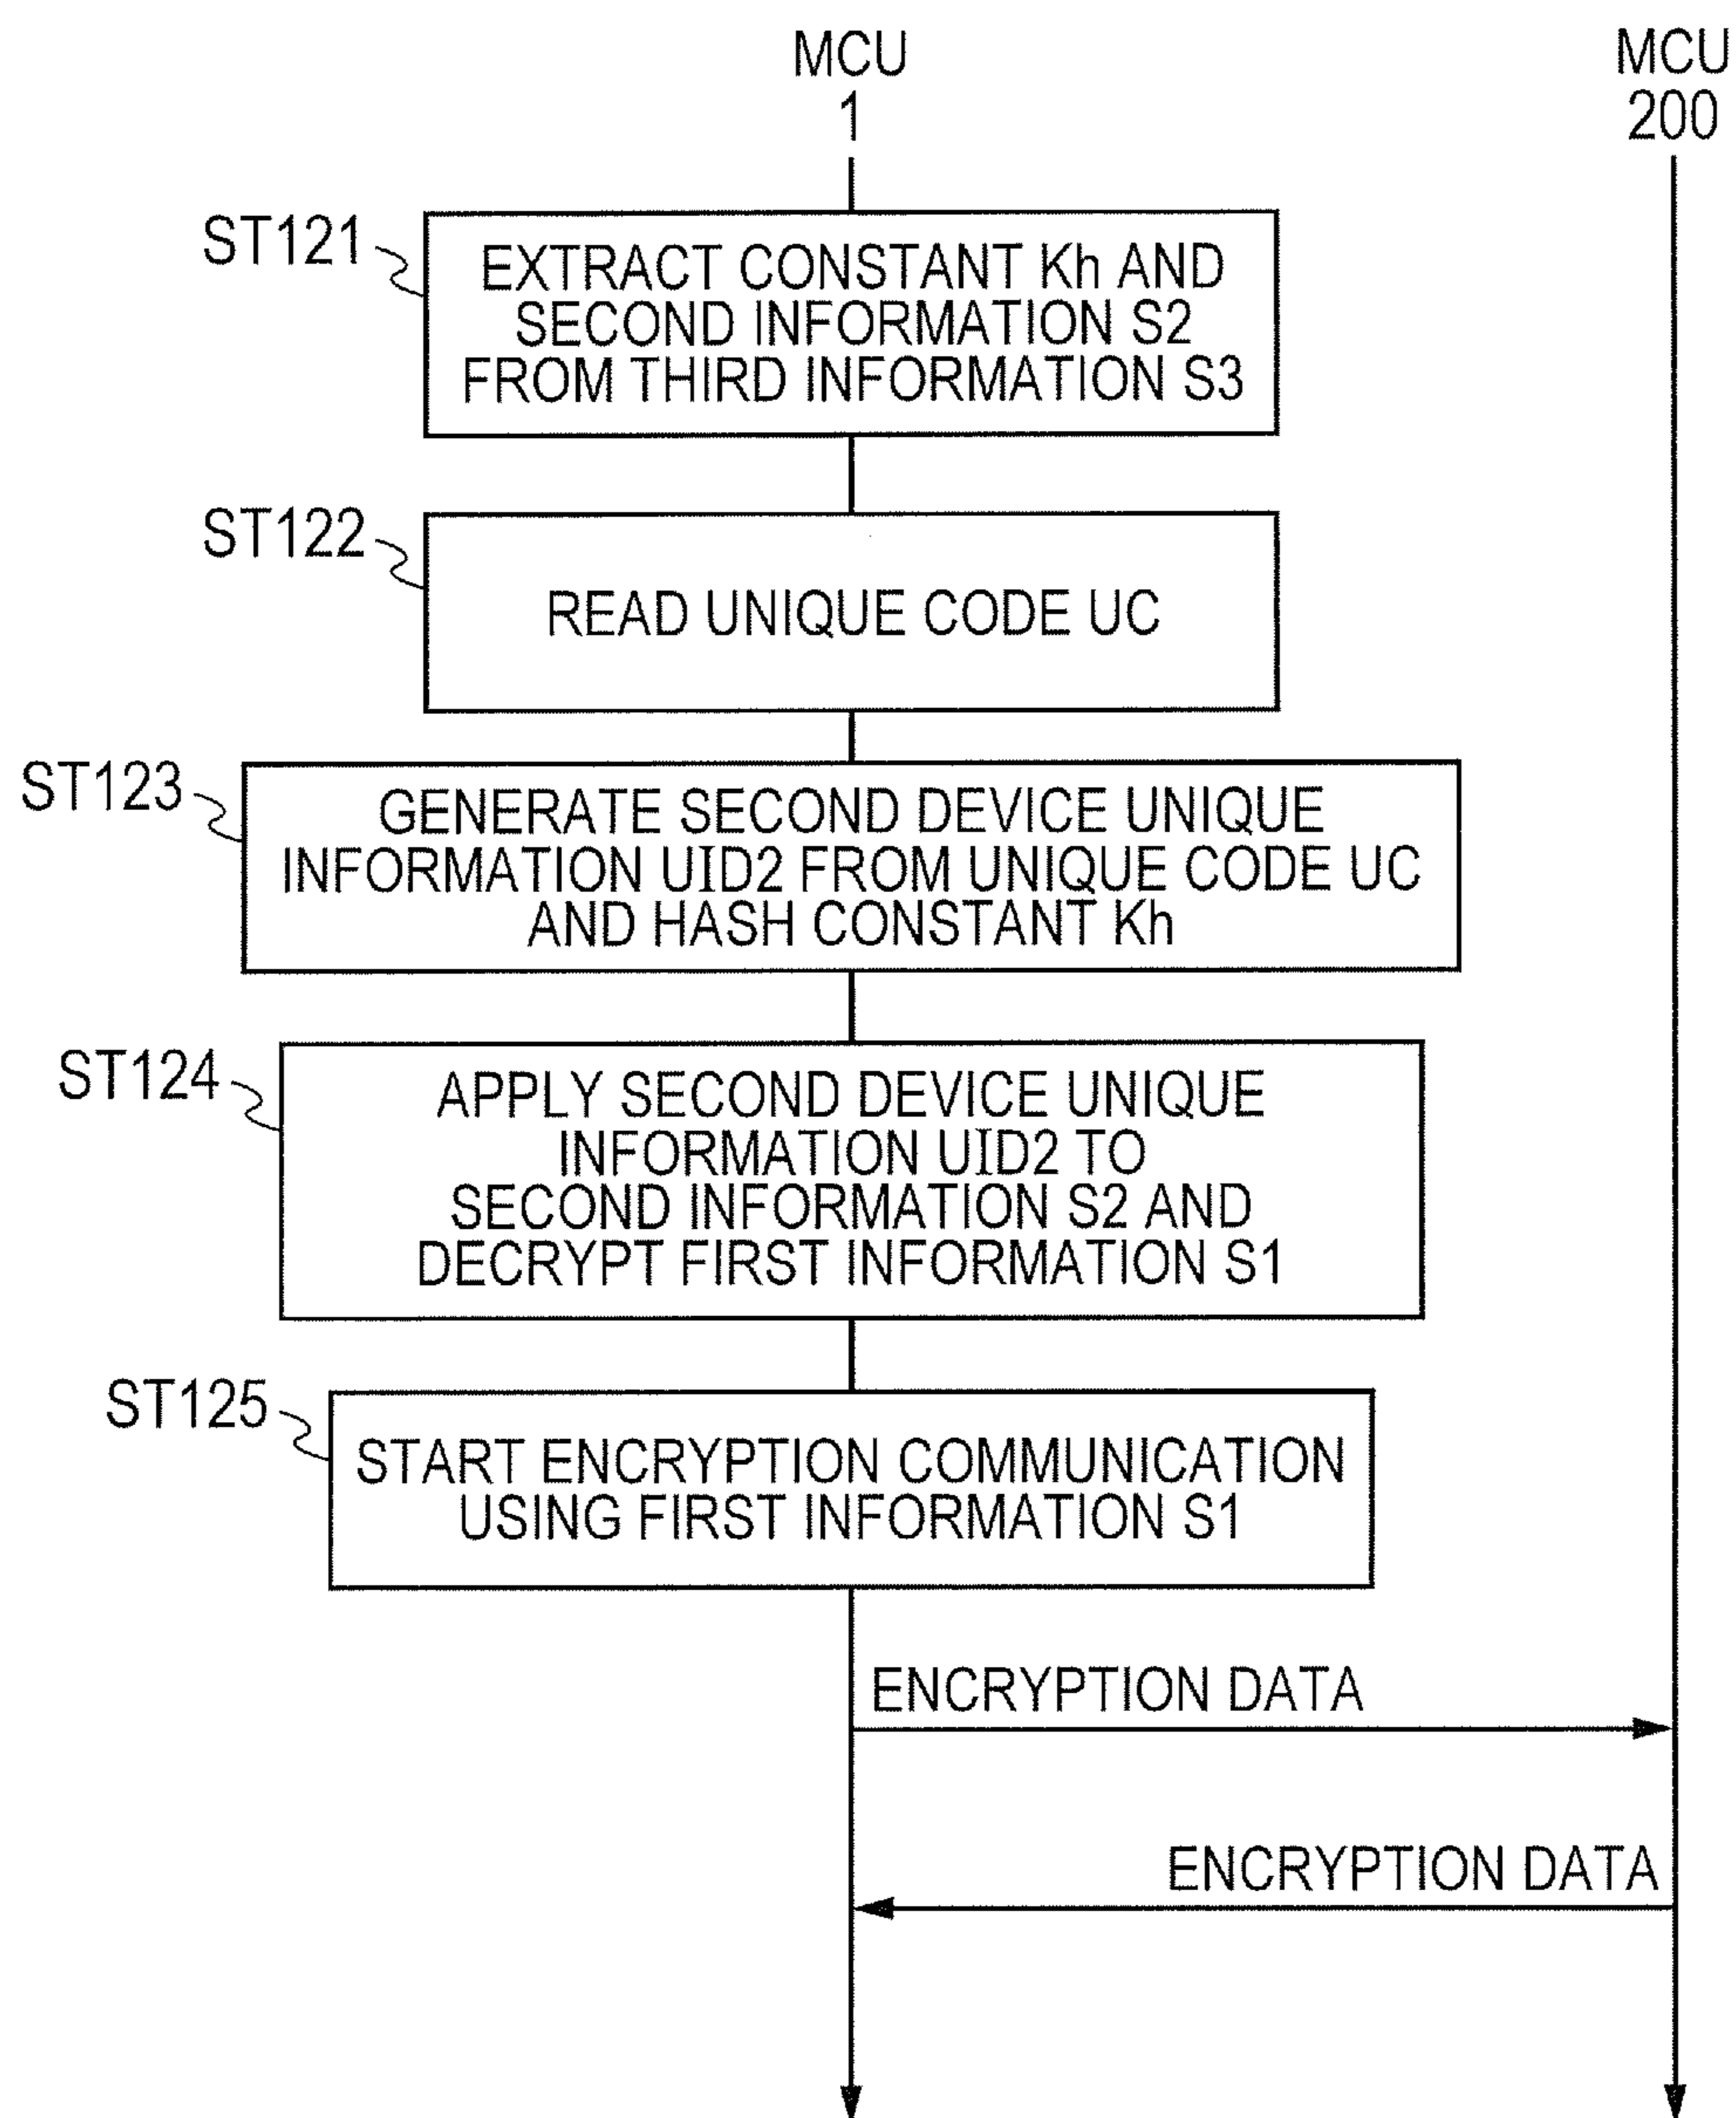 MCU
1
MCU
200
ST121
EXTRACT CONSTANT Kh AND
SECOND INFORMATION S2
FROM THIRD INFORMATION S3
ST122
READ UNIQUE CODE UC
ST123
GENERATE SECOND DEVICE UNIQUE
INFORMATION UID2 FROM UNIQUE CODE UC
AND HASH CONSTANT Kh
ST124
APPLY SECOND DEVICE UNIQUE
INFORMATION UID2 TO
SECOND INFORMATION S2 AND
DECRYPT FIRST INFORMATION S1
ST125
START ENCRYPTION COMMUNICATION
USING FIRST INFORMATION S1
ENCRYPTION DATA
ENCRYPTION DATA